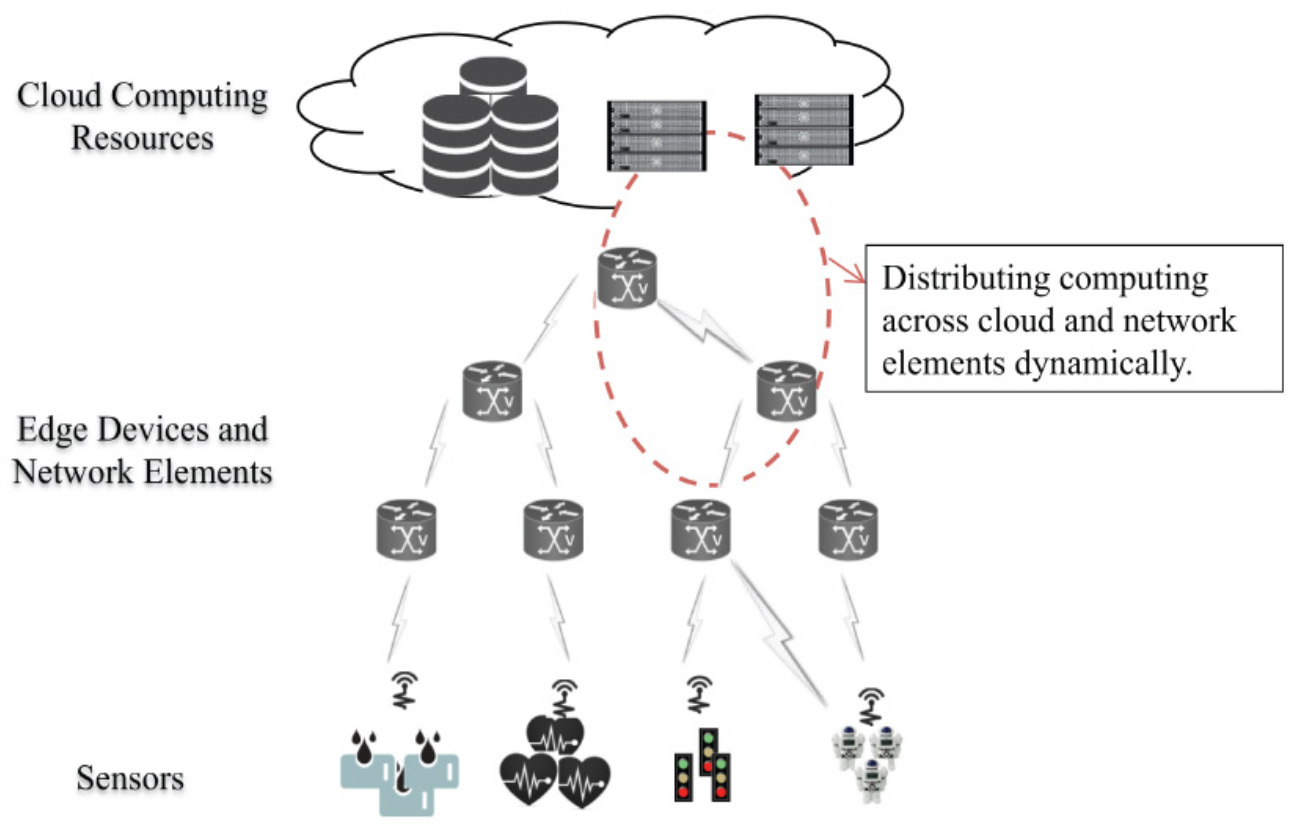 Cloud Computing
Resources
Distributing computing
across cloud and network
elements dynamically.
Edge Devices and
Network Elements
V
V
V
V
V
V
V
Sensors